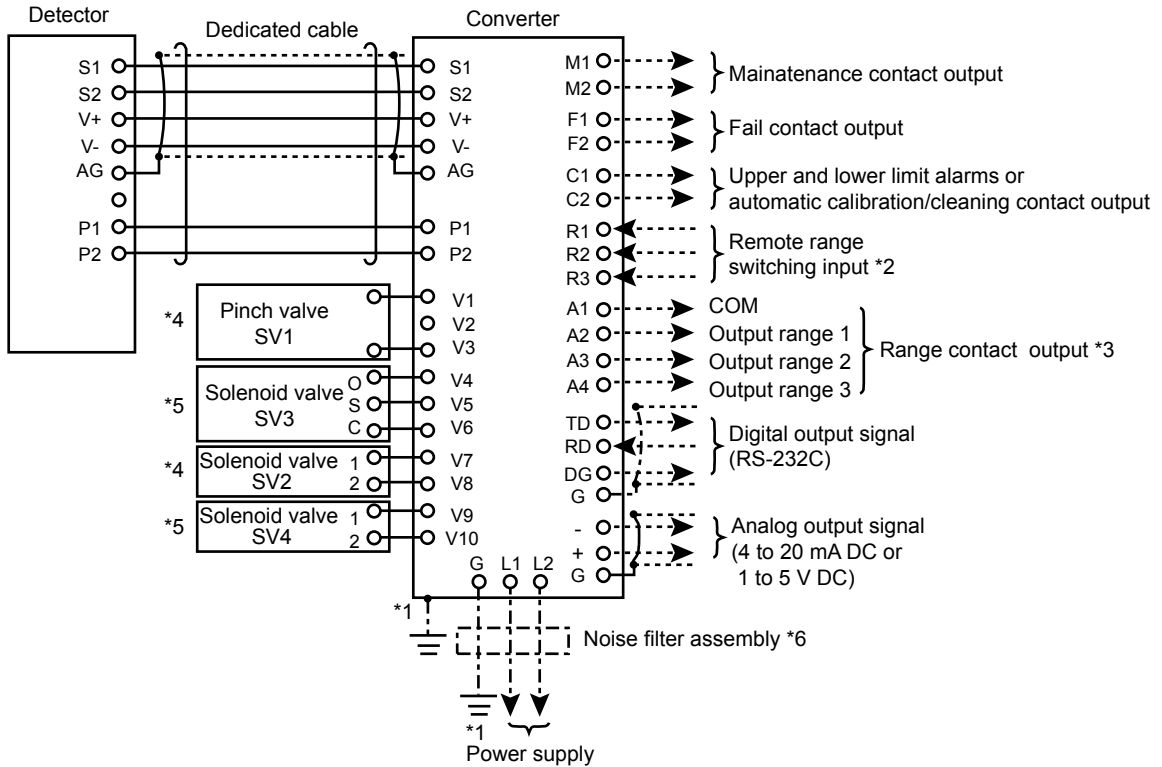 Detector
Dedicated cable
Converter
S1
S2
V+
V-
AG
P1
P2
S1
S2
V+
V-
AG
P1
P2
*4
Pinch valve
SV1
V1
V2
V3
*5
Solenoid valve
SV3
O
S
C
V4
V5
V6
*4
Solenoid valve
SV2
1
2
V7
V8
*5
Solenoid valve
SV4
1
2
V9
V10
M1
M2
Mainatenance contact output
F1
F2
Fail contact output
C1
C2
Upper and lower limit alarms or
automatic calibration/cleaning contact output
R1
R2
R3
Remote range
switching input *2
A1
A2
A3
A4
COM
Output range 1
Output range 2
Output range 3
Range contact output *3
TD
RD
DG
G
Digital output signal
(RS-232C)
-
+
G
Analog output signal
(4 to 20 mA DC or
1 to 5 V DC)
G L1 L2
*1
Noise filter assembly *6
*1
Power supply